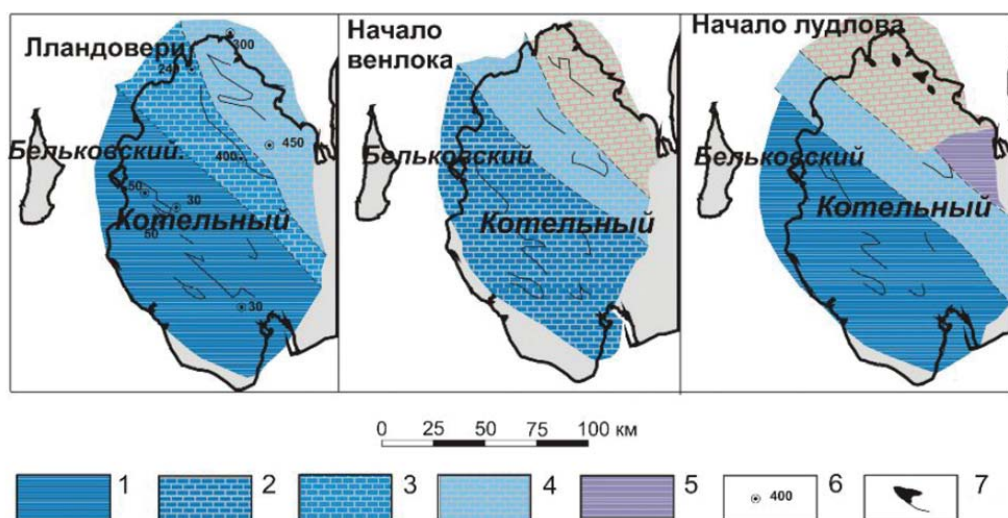 Лландовери
300
240
450
Бельковский.
400
50
30
Котельный
50
30
Начало
венлока
Бельковский
Котельный
Начало лудлова
Бельковский
Котельный
0 25 50 75 100 км
1 2 3 4 5 400 6 7